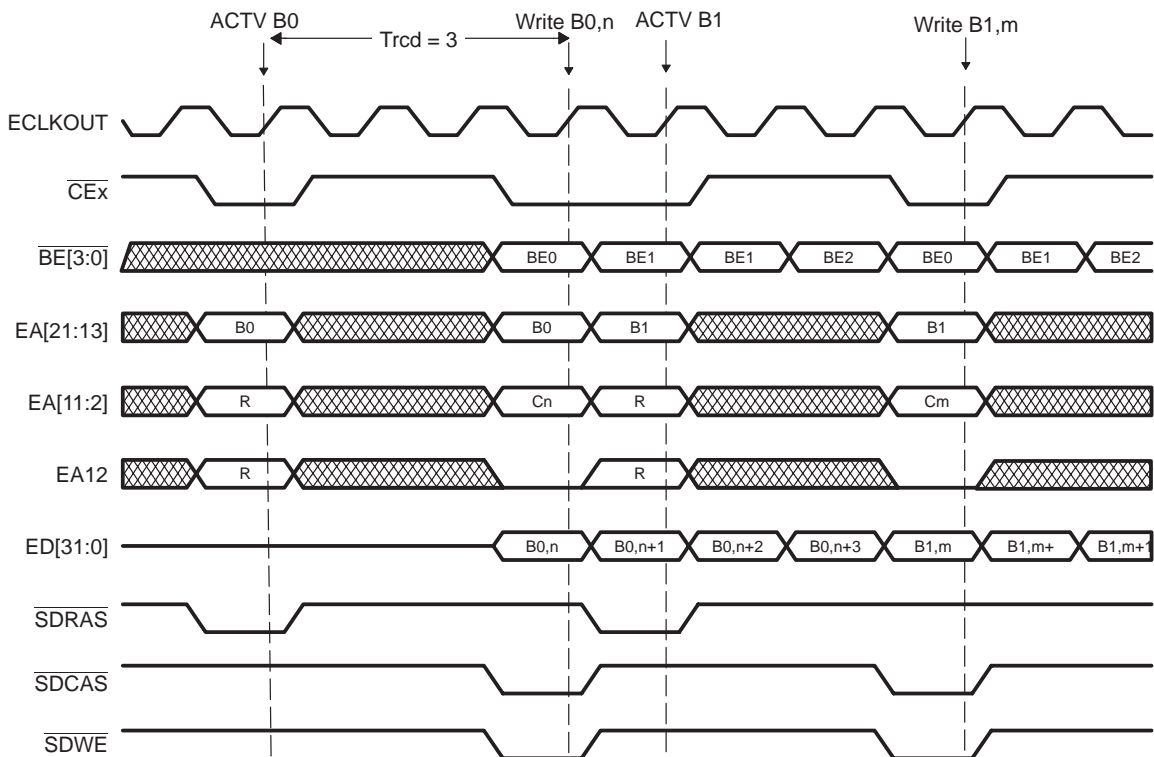 ACTV B0
Write B0,n
ACTV B1
Write B1,m
Trcd = 3
ECLKOUT
CEx
BE[3:0] BE0 BE1 BE1 BE2 BE0 BE1 BE2
EA[21:13] B0 B0 B1 B1
EA[11:2] R Cn R Cm
EA12 R R
ED[31:0] B0,n B0,n+1 B0,n+2 B0,n+3 B1,m B1,m+ B1,m+1
SDRAS
SDCAS
SDWE